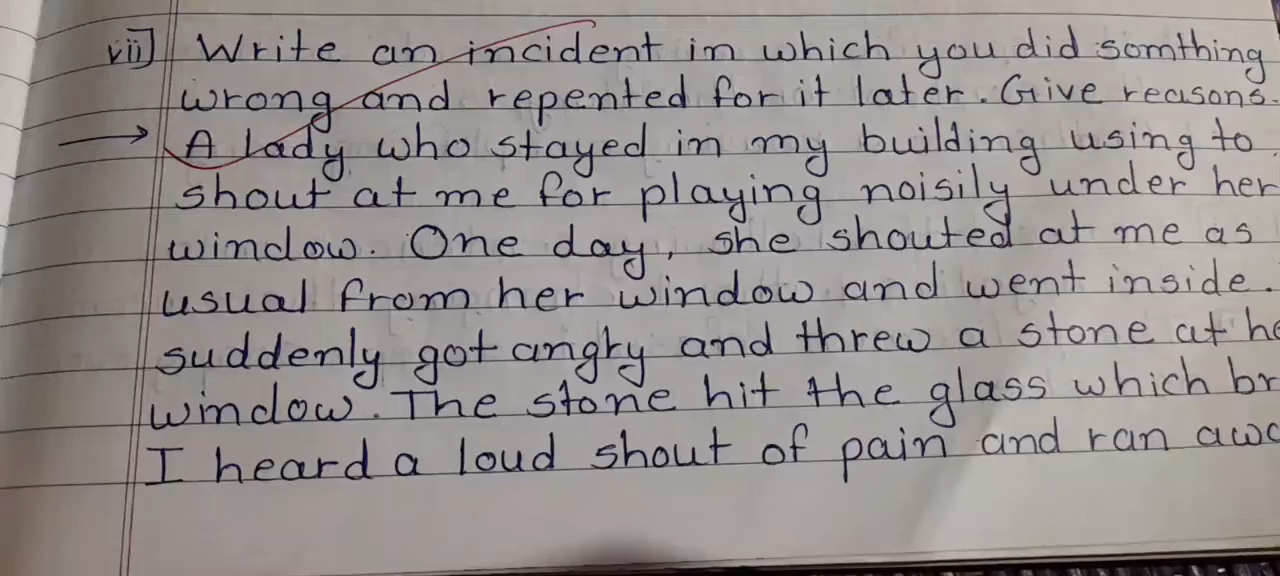 vii] Write an incident in which you did somthing
wrong and repented for it later. Give reasons.
→ A lady who stayed in my building using to
shout at me for playing noisily under her
window. One day, she shouted at me as
usual from her window and went inside.
suddenly got angry and threw a stone at
window. The stone hit the glass which
I heard a loud shout of pain and ran